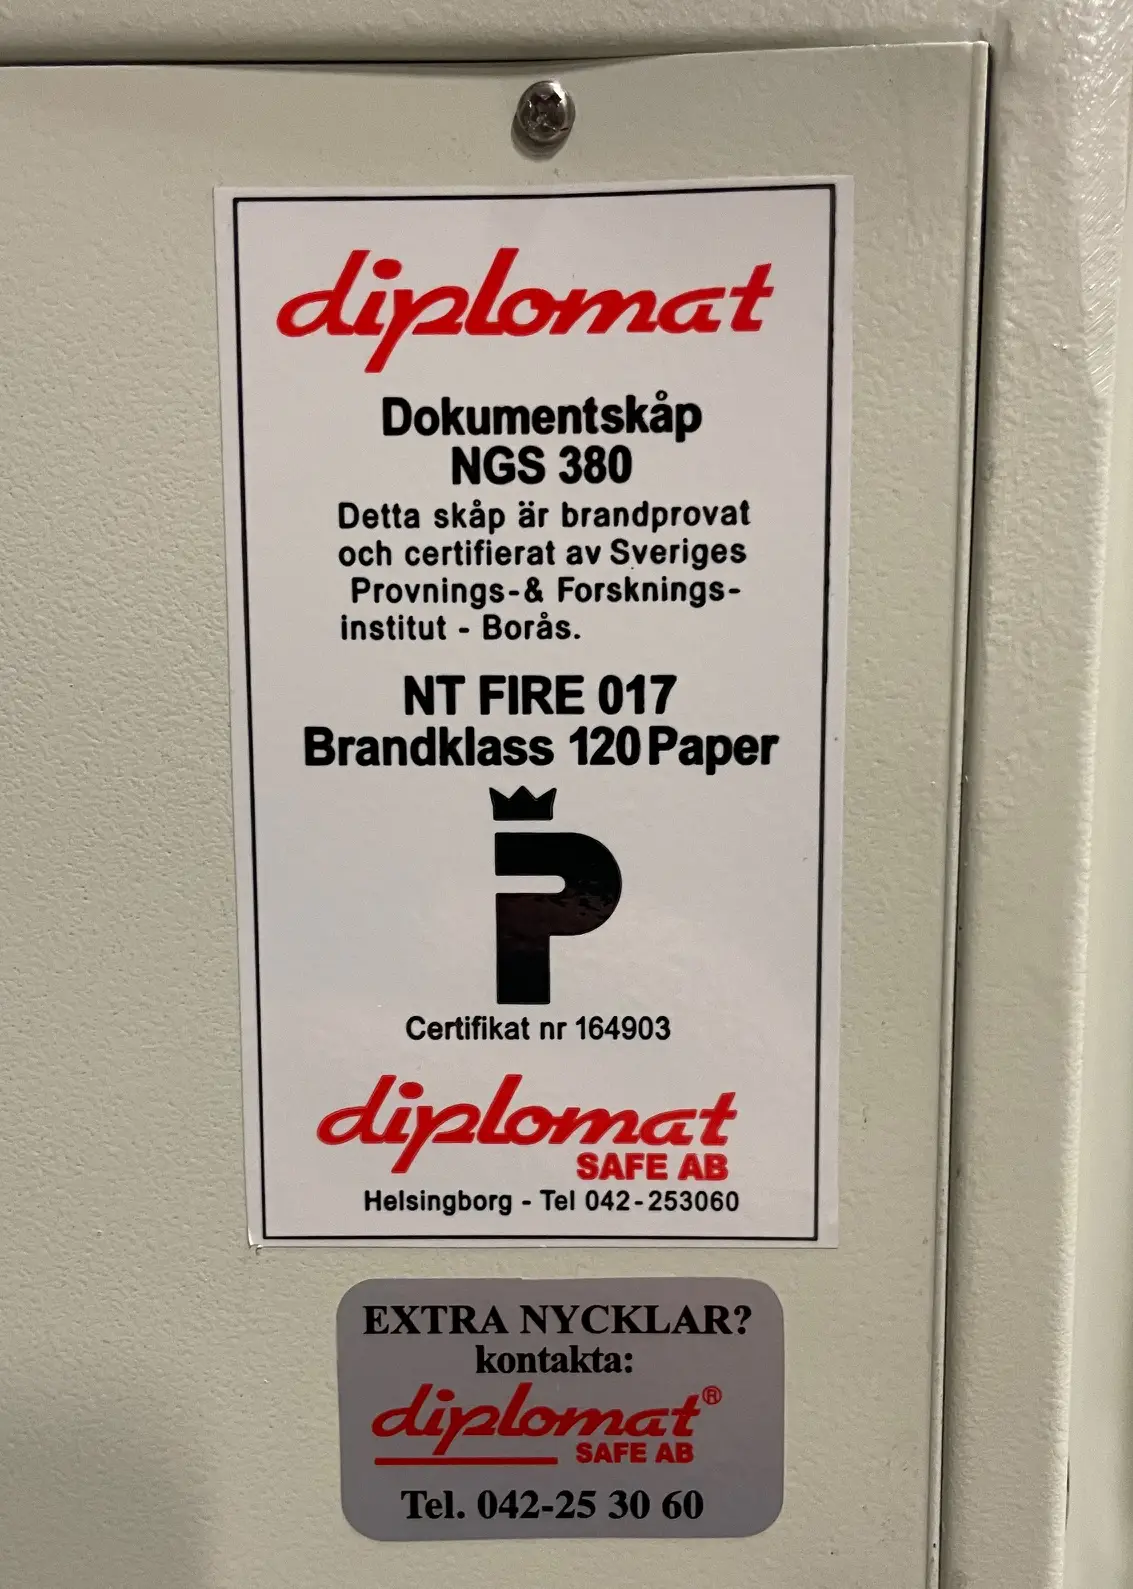 diplomat
Dokumentskåp
NGS 380
Detta skåp är brandprovat
och certifierat av Sveriges
Provnings-& Forsknings-
institut - Borås.
NT FIRE 017
Brandklass 120 Paper
P
Certifikat nr 164903
diplomat
SAFE AB
Helsingborg - Tel 042-253060
EXTRA NYCKLAR?
kontakta:
diplomat®
SAFE AB
Tel. 042-25 30 60